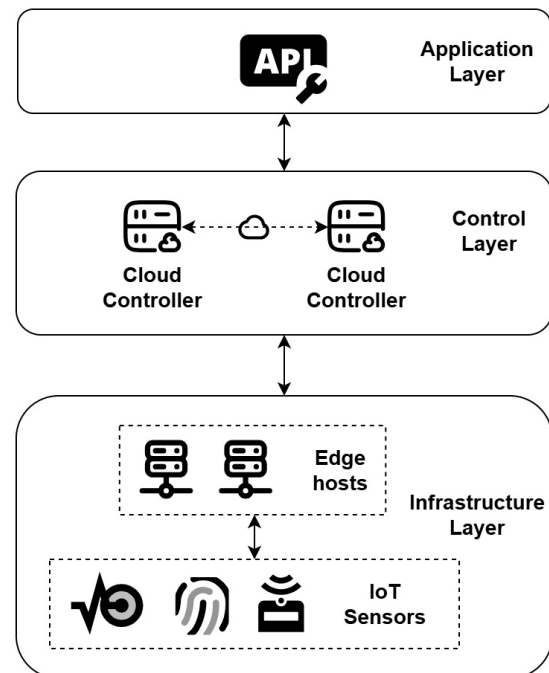 API
Application
Layer
Control
Layer
Cloud
Controller
Cloud
Controller
Edge
hosts
Infrastructure
Layer
IoT
Sensors